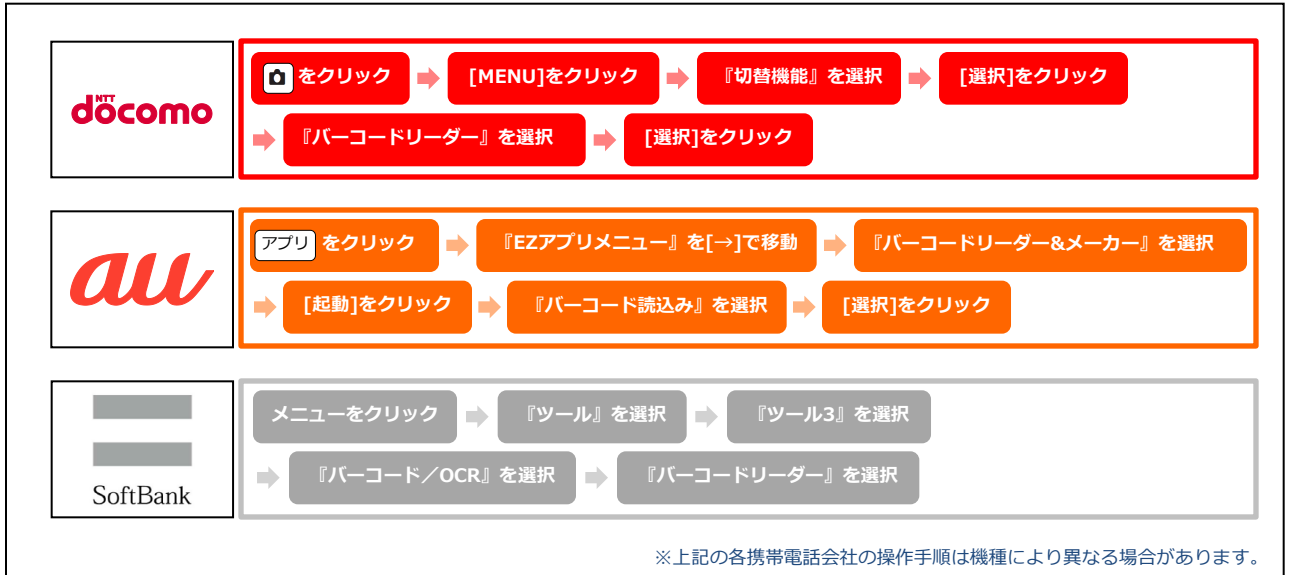 NTT
döcomo
をクリック [MENU]をクリック 『切替機能』を選択 [選択]をクリック
『バーコードリーダー』を選択 [選択]をクリック
au
アプリ をクリック 『EZアプリメニュー』を[→]で移動 『バーコードリーダー&メーカー』を選択
[起動]をクリック 『バーコード読込み』を選択 [選択]をクリック
SoftBank
メニューをクリック 『ツール』を選択 『ツール3』を選択
『バーコード／OCR』を選択 『バーコードリーダー』を選択
※上記の各携帯電話会社の操作手順は機種により異なる場合があります。